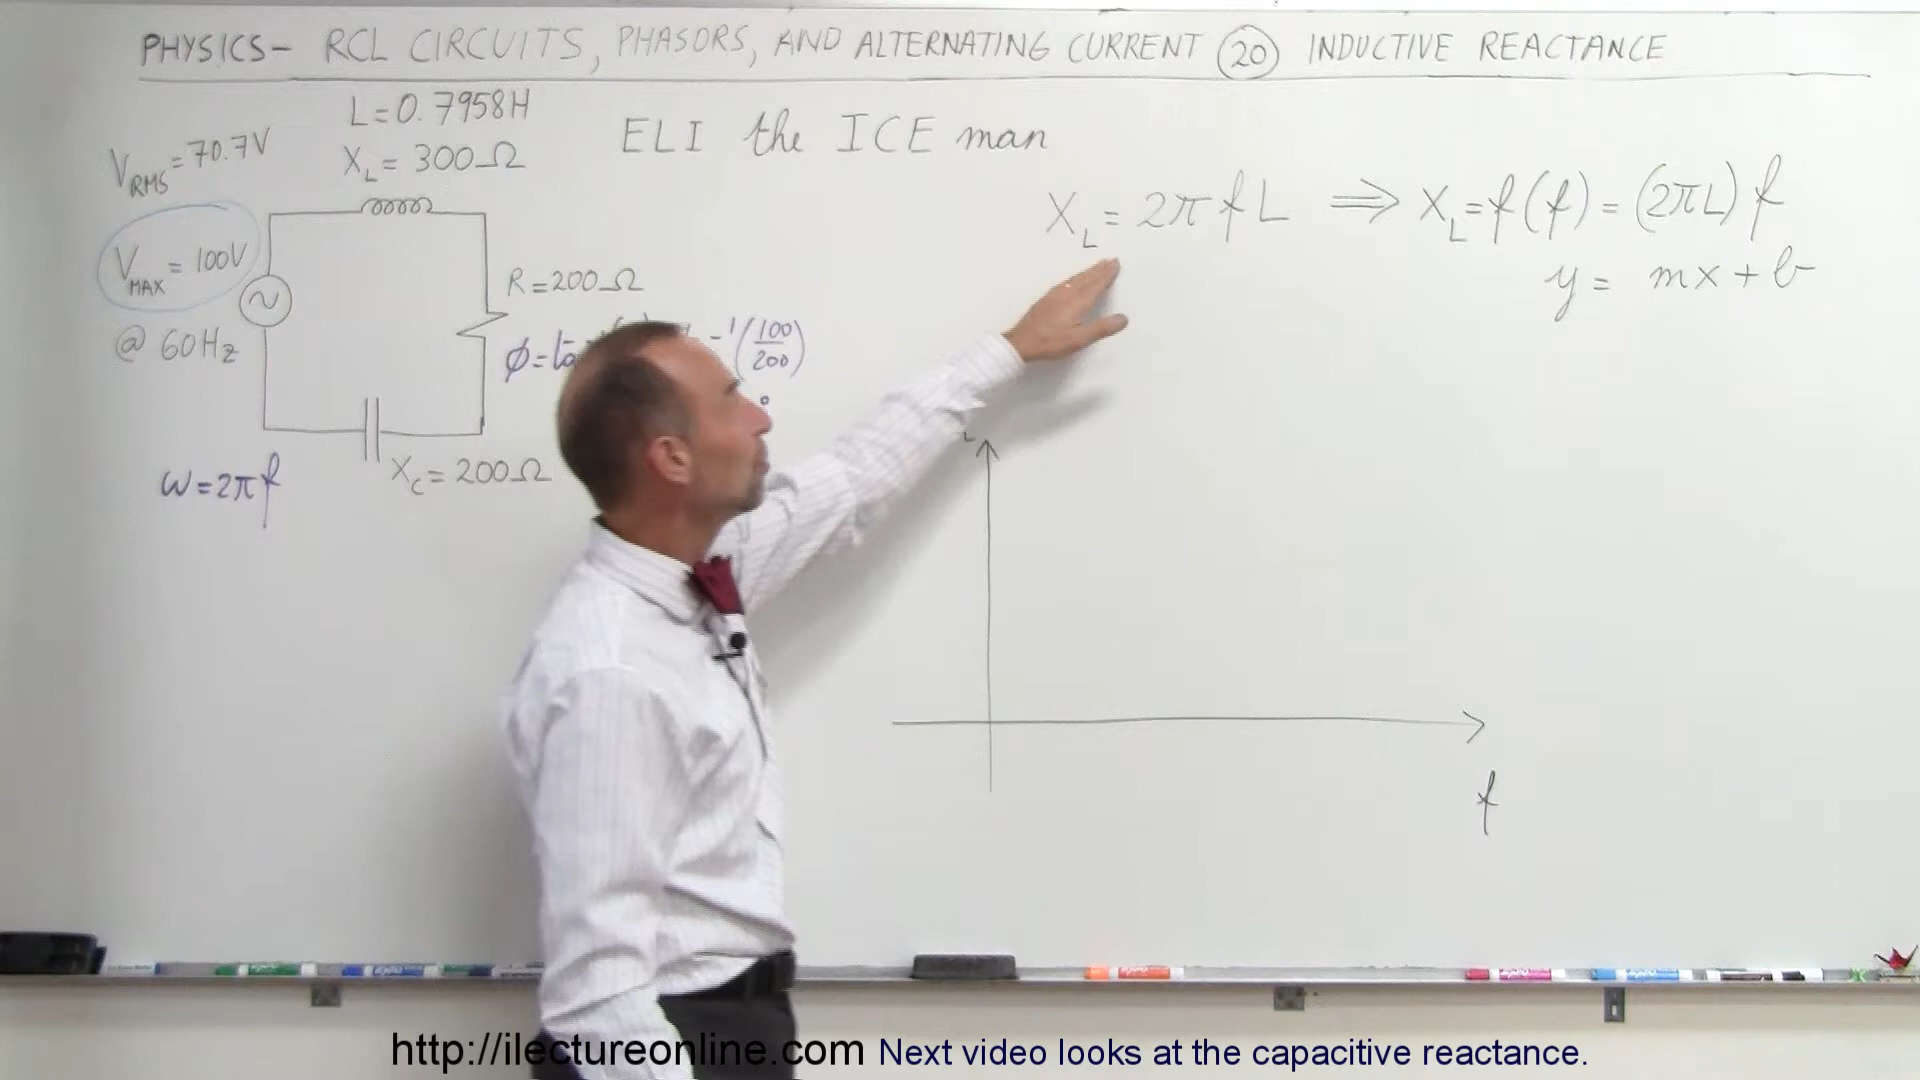 PHYSICS- RCL CIRCUITS, PHASORS, AND ALTERNATING CURRENT (20) INDUCTIVE REACTANCE
L=0.7958H
X_L=300Ω
V_RMS=70.7V
V_MAX=100V
@ 60Hz
R=200Ω
X_C=200Ω
ω=2πf
ELI the ICE man
-1(100/200)
X_L=2πfL ⇒ X_L=f(f)=(2πL)f
y= mx+b
f
http://ilectureonline.com Next video looks at the capacitive reactance.